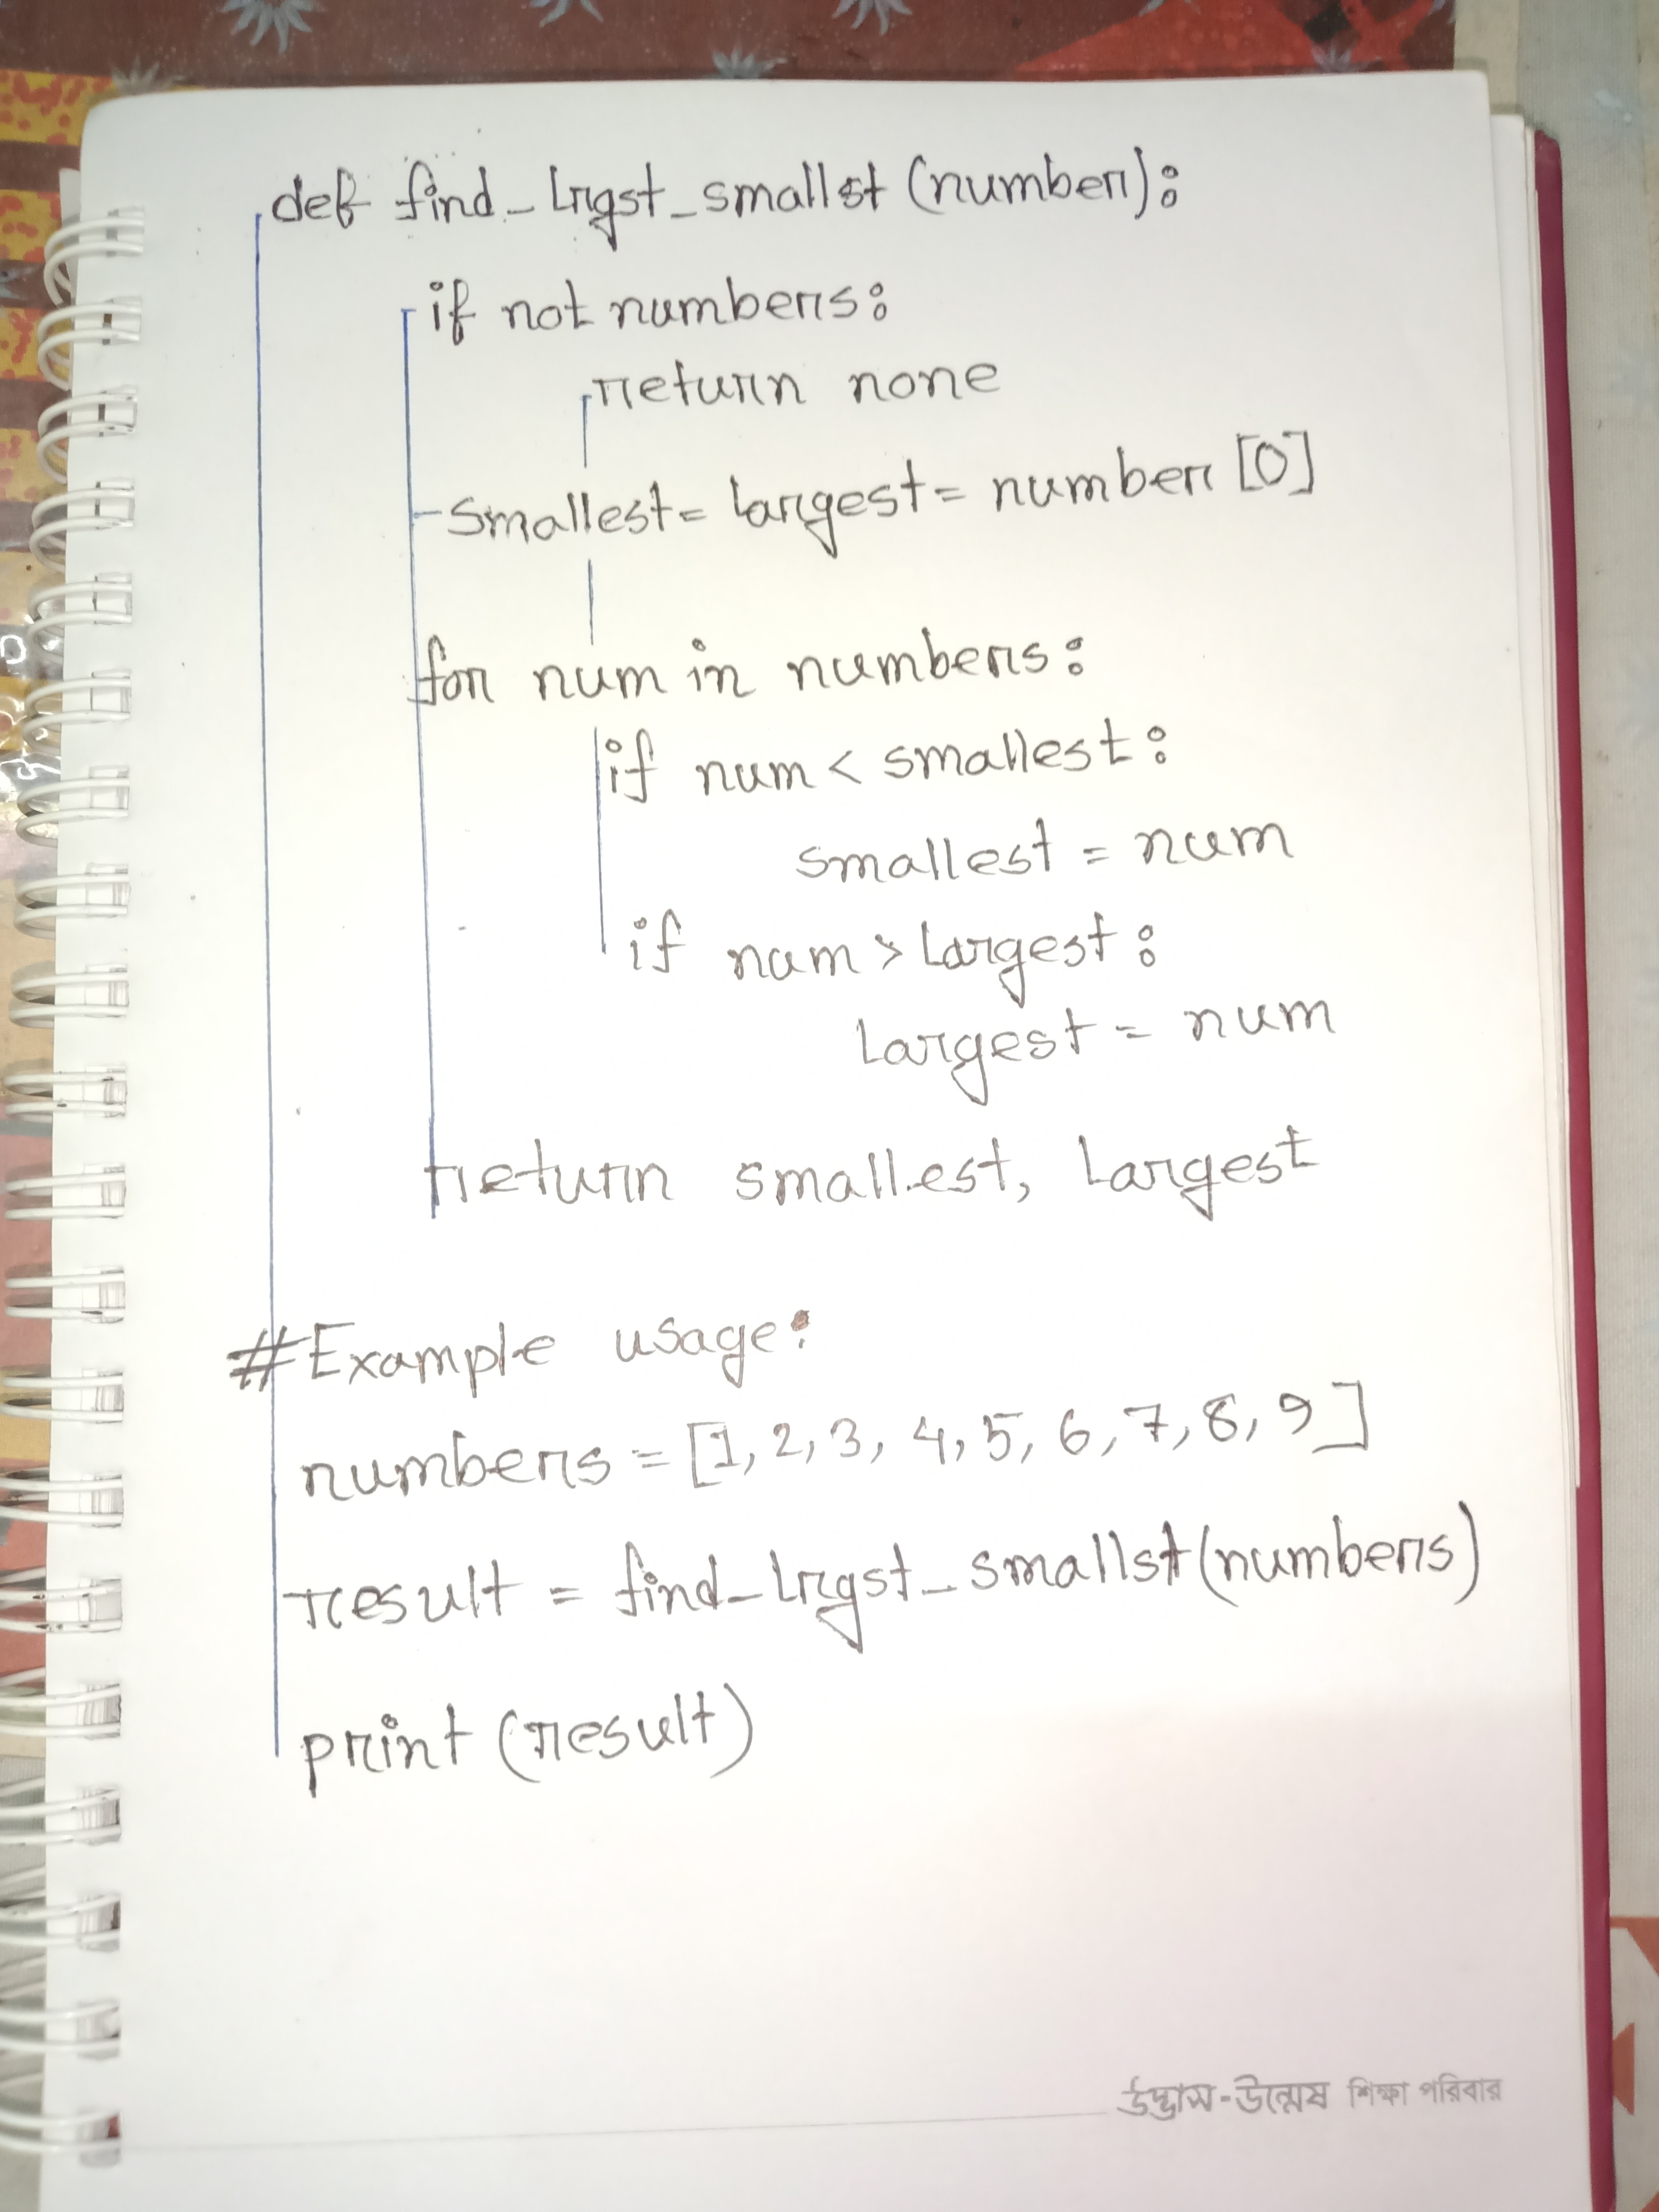 def find_lrgst_smallst (number):
if not numbers:
return none
smallest = largest = number [0]
for num in numbers:
if num < smallest:
smallest = num
if num > largest:
largest = num
return smallest, largest
#Example usage:
numbers = [1, 2, 3, 4, 5, 6, 7, 8, 9]
result = find_lrgst_smallst (numbers)
print (result)
উদ্ভাস-উন্মেষ শিক্ষা পরিবার